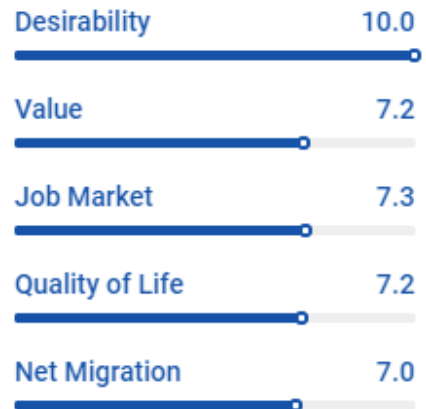 Desirability 10.0
Value 7.2
Job Market 7.3
Quality of Life 7.2
Net Migration 7.0